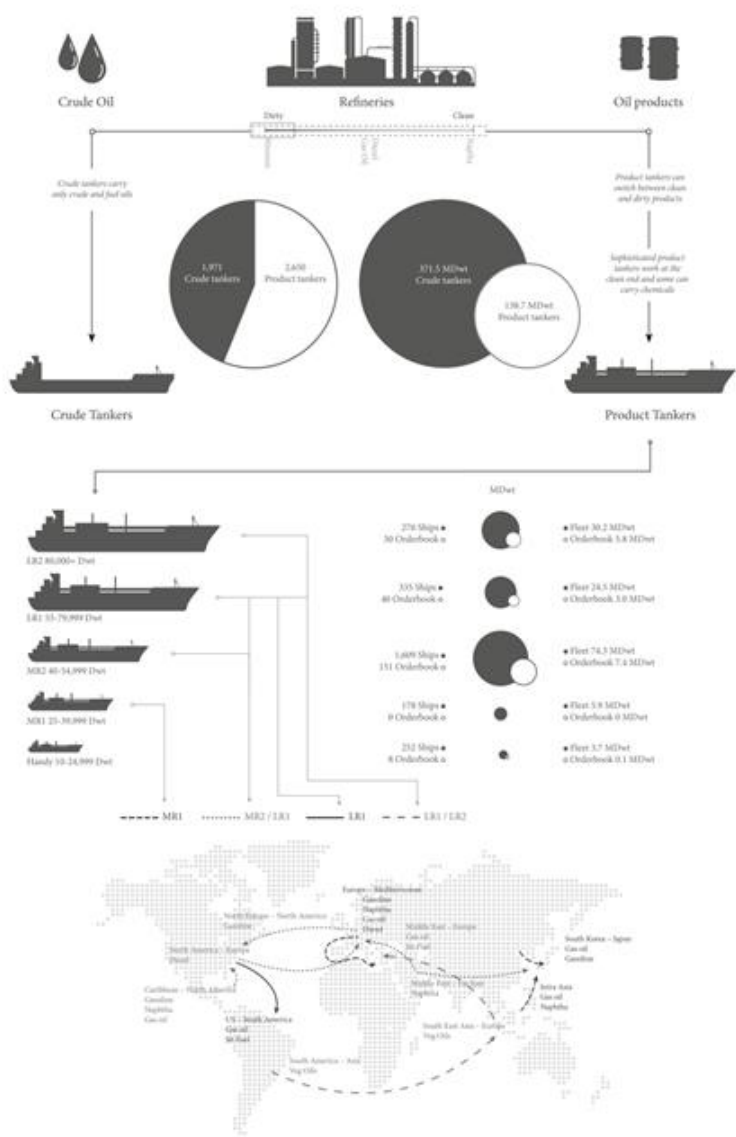 Crude Oil
Refineries
Oil products
Dirty
Clean
Naphtha
Crude tankers carry
only crude and fuel oils
Product tankers can
switch between clean
and dirty products
Sophisticated product
tankers work at the
clean end and some can
carry chemicals
1,971
Crude tankers
2,650
Product tankers
371.5 MDwt
Crude tankers
138.7 MDwt
Product tankers
Crude Tankers
Product Tankers
MDwt
LR2 80,000+ Dwt
LR1 55-79,999 Dwt
MR2 40-54,999 Dwt
MR1 25-39,999 Dwt
Handy 10-24,999 Dwt
276 Ships
30 Orderbook
Fleet 30.2 MDwt
Orderbook 3.8 MDwt
335 Ships
40 Orderbook
Fleet 24.5 MDwt
Orderbook 3.0 MDwt
1,609 Ships
151 Orderbook
Fleet 74.3 MDwt
Orderbook 7.4 MDwt
178 Ships
0 Orderbook
Fleet 5.9 MDwt
Orderbook 0 MDwt
252 Ships
8 Orderbook
Fleet 3.7 MDwt
Orderbook 0.1 MDwt
MR1
MR2 / LR1
LR1
LR1 / LR2
Europe - Mediterranean
Gasoline
Naphtha
Gas oil
Diesel
North Europe - North America
Gasoline
North America - Europe
Diesel
Middle East - Europe
Gas oil
Jet Fuel
South Korea - Japan
Gas oil
Gasoline
Caribbean - North America
Gasoline
Naphtha
Gas oil
US - South America
Gas oil
Jet Fuel
Middle East - Far East
Naphtha
Intra Asia
Gas oil
Naphtha
South East Asia - Europe
Veg Oils
South America - Asia
Veg Oils